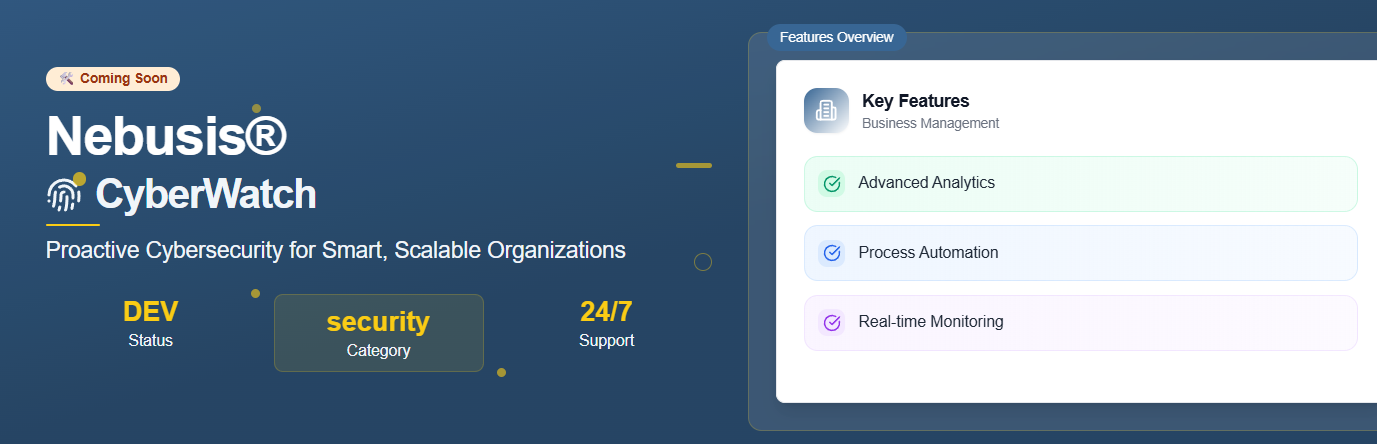 🛠️ Coming Soon
Nebusis®
CyberWatch
Proactive Cybersecurity for Smart, Scalable Organizations
DEV
Status
security
Category
24/7
Support
Features Overview
Key Features
Business Management
Advanced Analytics
Process Automation
Real-time Monitoring